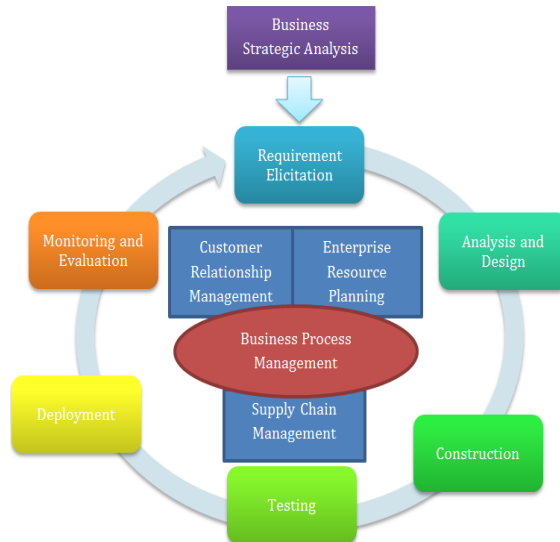 Business
Strategic Analysis
Requirement
Elicitation
Monitoring and
Evaluation
Analysis and
Design
Customer
Relationship
Management
Enterprise
Resource
Planning
Business Process
Management
Supply Chain
Management
Deployment
Construction
Testing